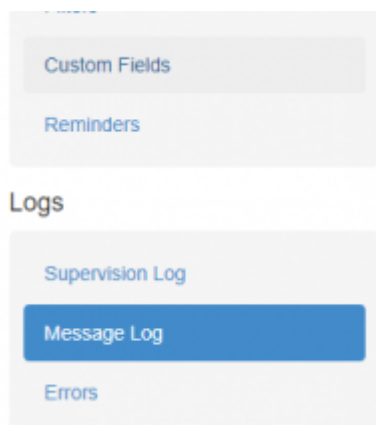 Custom Fields
Reminders
Logs
Supervision Log
Message Log
Errors